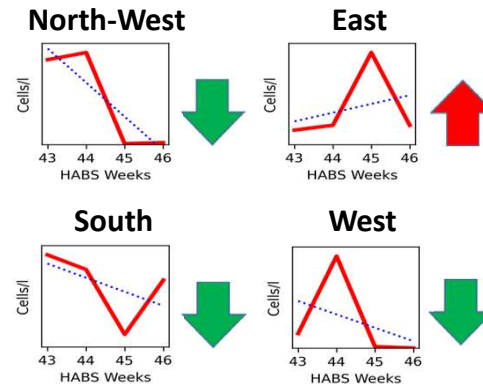 North-West
Cells/l
43 44 45 46
HABS Weeks
East
Cells/l
43 44 45 46
HABS Weeks
South
Cells/l
43 44 45 46
HABS Weeks
West
Cells/l
43 44 45 46
HABS Weeks